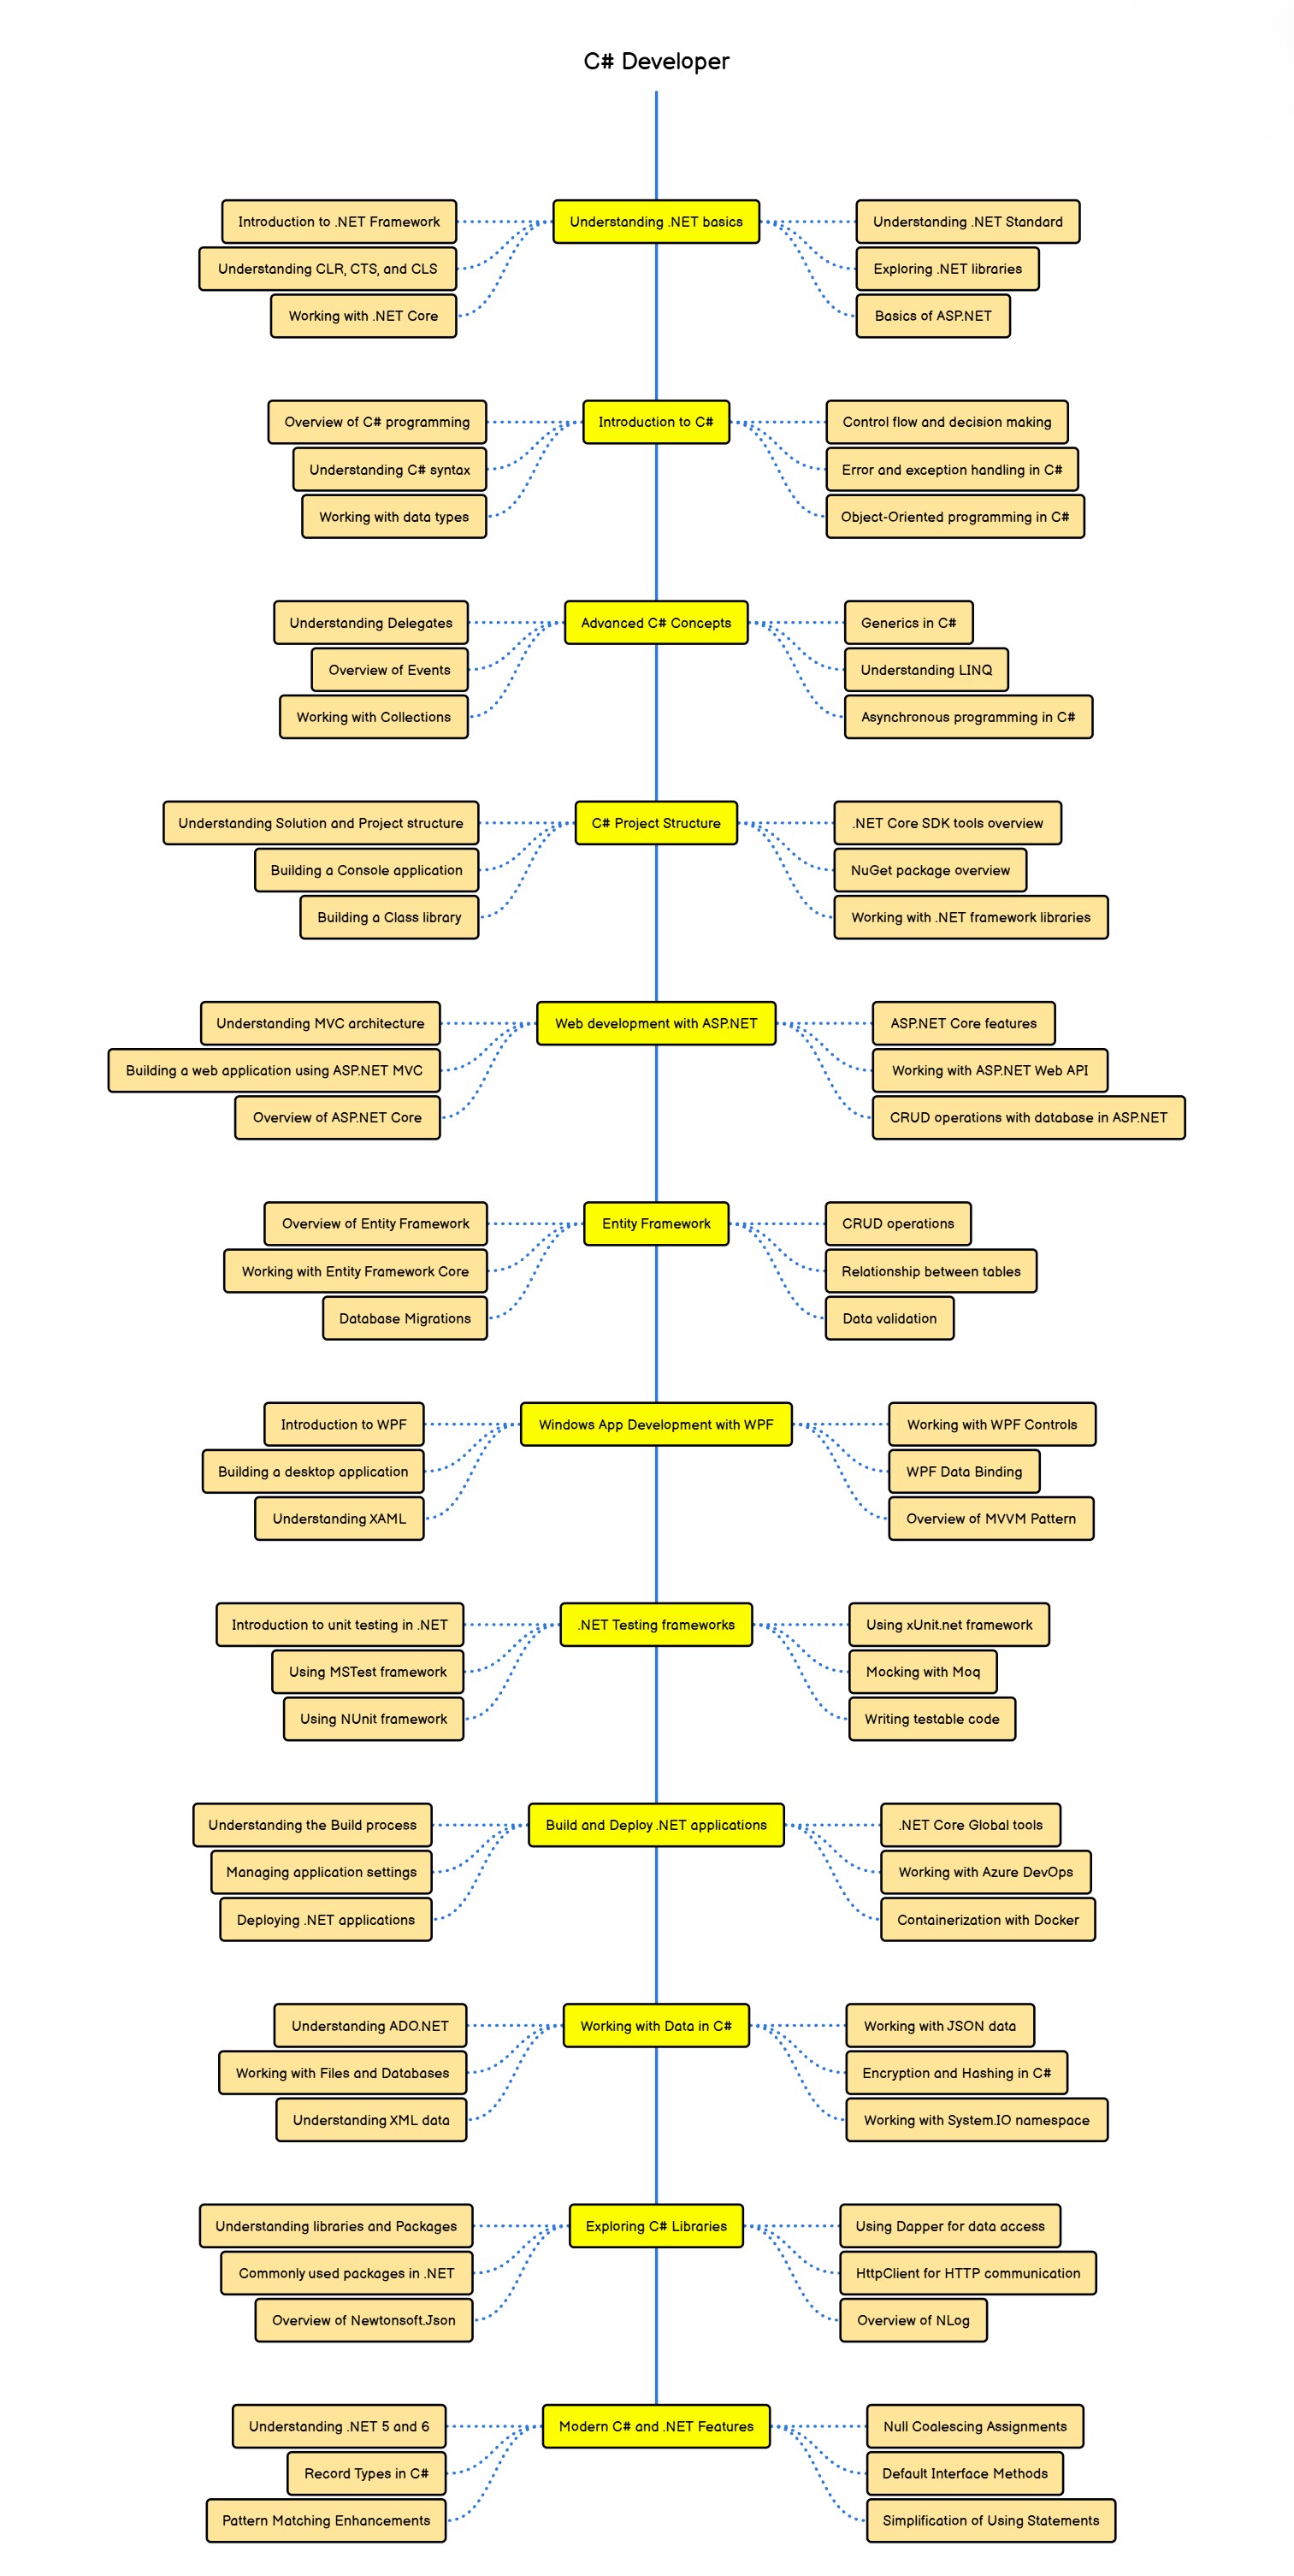 C# Developer
Understanding .NET basics
Introduction to .NET Framework
Understanding CLR, CTS, and CLS
Working with .NET Core
Understanding .NET Standard
Exploring .NET libraries
Basics of ASP.NET
Introduction to C#
Overview of C# programming
Understanding C# syntax
Working with data types
Control flow and decision making
Error and exception handling in C#
Object-Oriented programming in C#
Advanced C# Concepts
Understanding Delegates
Overview of Events
Working with Collections
Generics in C#
Understanding LINQ
Asynchronous programming in C#
C# Project Structure
Understanding Solution and Project structure
Building a Console application
Building a Class library
.NET Core SDK tools overview
NuGet package overview
Working with .NET framework libraries
Web development with ASP.NET
Understanding MVC architecture
Building a web application using ASP.NET MVC
Overview of ASP.NET Core
ASP.NET Core features
Working with ASP.NET Web API
CRUD operations with database in ASP.NET
Entity Framework
Overview of Entity Framework
Working with Entity Framework Core
Database Migrations
CRUD operations
Relationship between tables
Data validation
Windows App Development with WPF
Introduction to WPF
Building a desktop application
Understanding XAML
Working with WPF Controls
WPF Data Binding
Overview of MVVM Pattern
.NET Testing frameworks
Introduction to unit testing in .NET
Using MSTest framework
Using NUnit framework
Using xUnit.net framework
Mocking with Moq
Writing testable code
Build and Deploy .NET applications
Understanding the Build process
Managing application settings
Deploying .NET applications
.NET Core Global tools
Working with Azure DevOps
Containerization with Docker
Working with Data in C#
Understanding ADO.NET
Working with Files and Databases
Understanding XML data
Working with JSON data
Encryption and Hashing in C#
Working with System.IO namespace
Exploring C# Libraries
Understanding libraries and Packages
Commonly used packages in .NET
Overview of Newtonsoft.Json
Using Dapper for data access
HttpClient for HTTP communication
Overview of NLog
Modern C# and .NET Features
Understanding .NET 5 and 6
Record Types in C#
Pattern Matching Enhancements
Null Coalescing Assignments
Default Interface Methods
Simplification of Using Statements